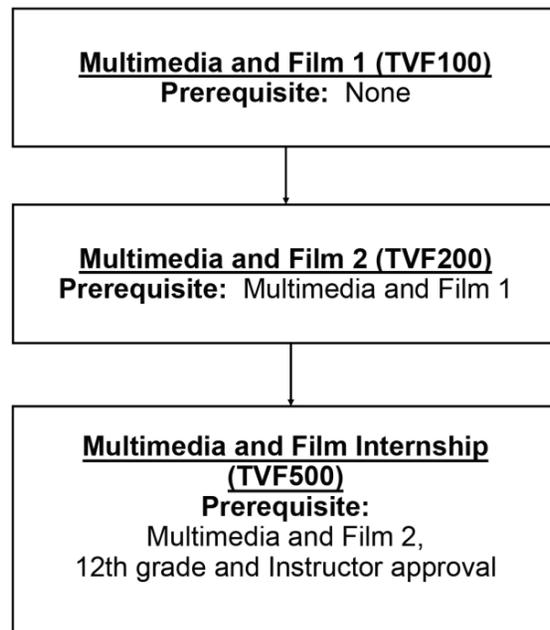 Multimedia and Film 1 (TVF100)
Prerequisite: None
Multimedia and Film 2 (TVF200)
Prerequisite: Multimedia and Film 1
Multimedia and Film Internship
(TVF500)
Prerequisite:
Multimedia and Film 2,
12th grade and Instructor approval